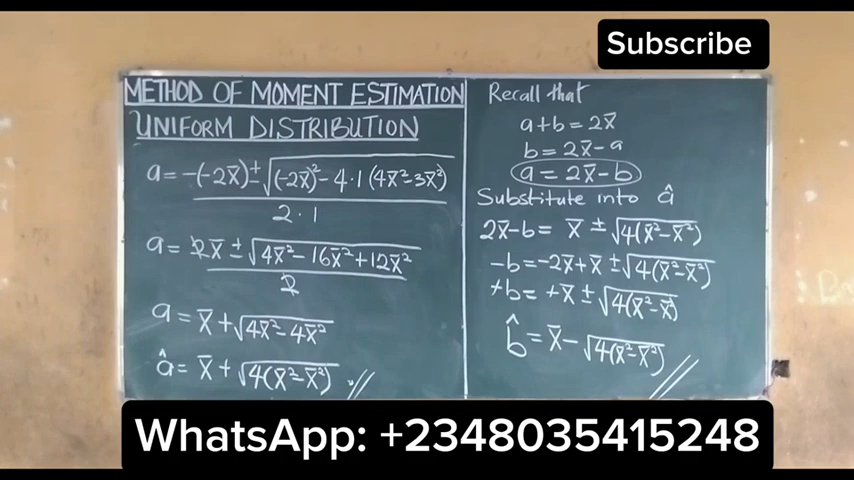 Subscribe
METHOD OF MOMENT ESTIMATION
UNIFORM DISTRIBUTION
a = -(-2x̄) ± √((-2x̄)² - 4·1 (4x̄² - 3x̄²))
2·1
a = 2x̄ ± √(4x̄² - 16x̄² + 12x̄²)
2
a = x̄ + √(4x̄² - 4x̄²)
â = x̄ + √(4(x̄² - x̄²)) //
Recall that
a + b = 2x̄
b = 2x̄ - a
a = 2x̄ - b
Substitute into â
2x̄ - b = x̄ ± √(4(x̄² - x̄²))
-b = -2x̄ + x̄ ± √(4(x̄² - x̄²))
+b = +x̄ ± √(4(x̄² - x̄²))
b̂ = x̄ - √(4(x̄² - x̄²)) //
WhatsApp: +2348035415248